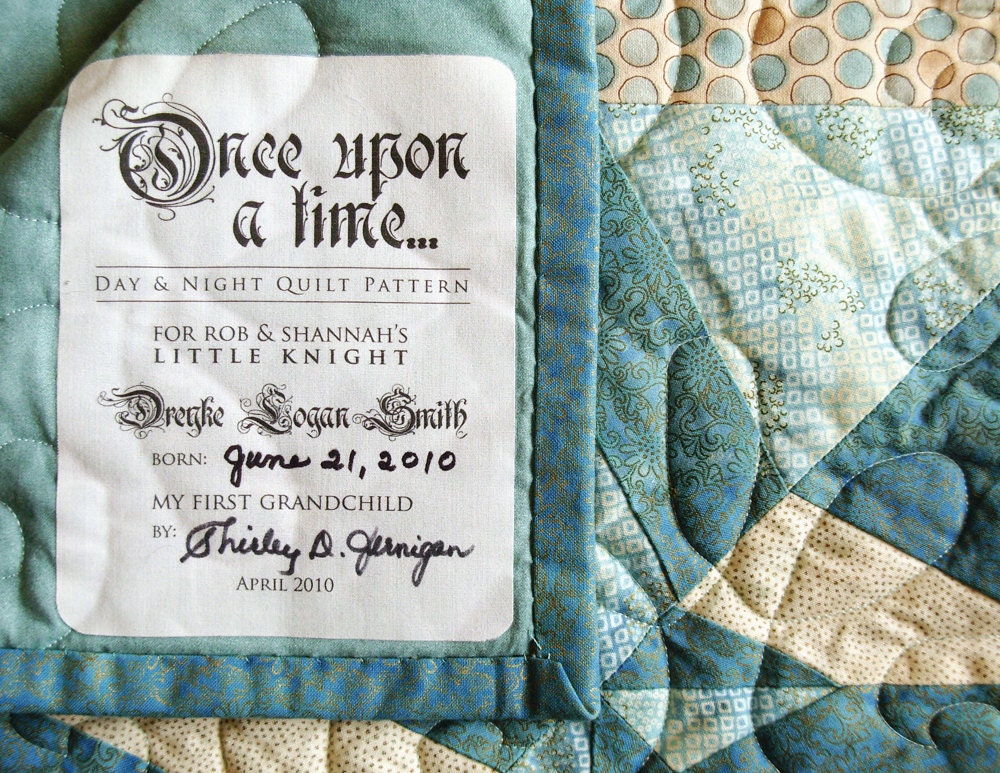 Once upon
a time...
DAY & NIGHT QUILT PATTERN
FOR ROB & SHANNAH'S
LITTLE KNIGHT
Dreyke Logan Smith
BORN: June 21, 2010
MY FIRST GRANDCHILD
BY: Shirley D. Jernigan
APRIL 2010